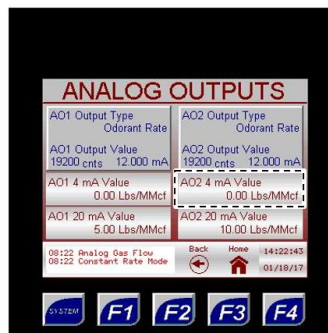 ANALOG OUTPUTS
AO1 Output Type
Odorant Rate
AO1 Output Value
19200 cnts 12.000 mA
AO2 Output Type
Odorant Rate
AO2 Output Value
19200 cnts 12.000 mA
AO1 4 mA Value
0.00 Lbs/MMcf
AO2 4 mA Value
0.00 Lbs/MMcf
AO1 20 mA Value
5.00 Lbs/MMcf
AO2 20 mA Value
10.00 Lbs/MMcf
08:22 Analog Gas Flow
08:22 Constant Rate Mode
Back
Home
14:22:43
01/18/17
SYSTEM F1 F2 F3 F4